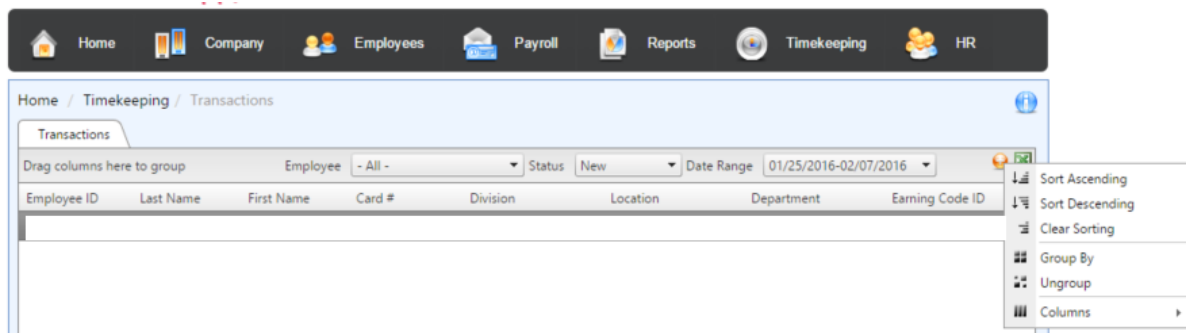 Home Company Employees Payroll Reports Timekeeping HR
Home / Timekeeping / Transactions
Transactions
Drag columns here to group Employee - All - Status New Date Range 01/25/2016-02/07/2016
Employee ID Last Name First Name Card # Division Location Department Earning Code ID
Sort Ascending
Sort Descending
Clear Sorting
Group By
Ungroup
Columns